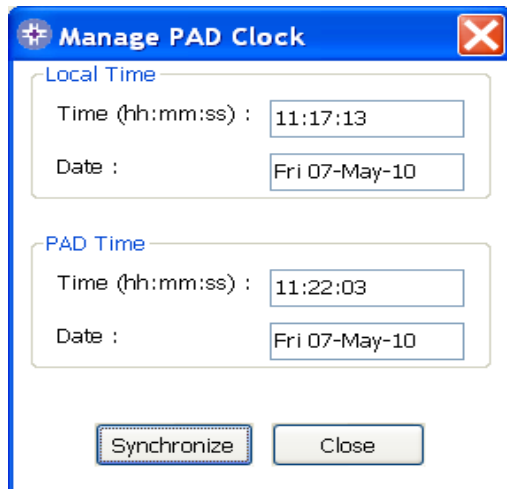 Manage PAD Clock
Local Time
Time (hh:mm:ss) : 11:17:13
Date : Fri 07-May-10
PAD Time
Time (hh:mm:ss) : 11:22:03
Date : Fri 07-May-10
Synchronize Close